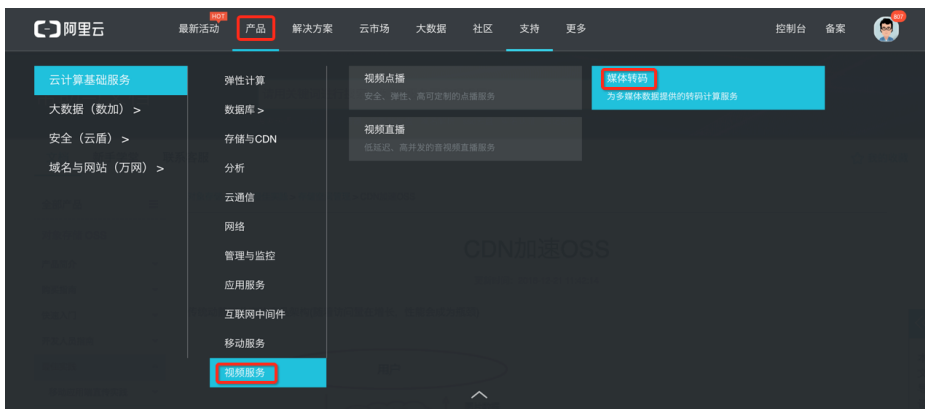 阿里云
最新活动 HOT 产品 解决方案 云市场 大数据 社区 支持 更多 控制台 备案
云计算基础服务
大数据（数加） >
安全（云盾） >
域名与网站（万网） >
弹性计算
数据库 >
存储与CDN
分析
云通信
网络
管理与监控
应用服务
互联网中间件
移动服务
视频服务
视频点播
安全、弹性、高可定制的点播服务
视频直播
低延迟、高并发的音视频直播服务
媒体转码
为多媒体数据提供的转码计算服务
CDN加速OSS